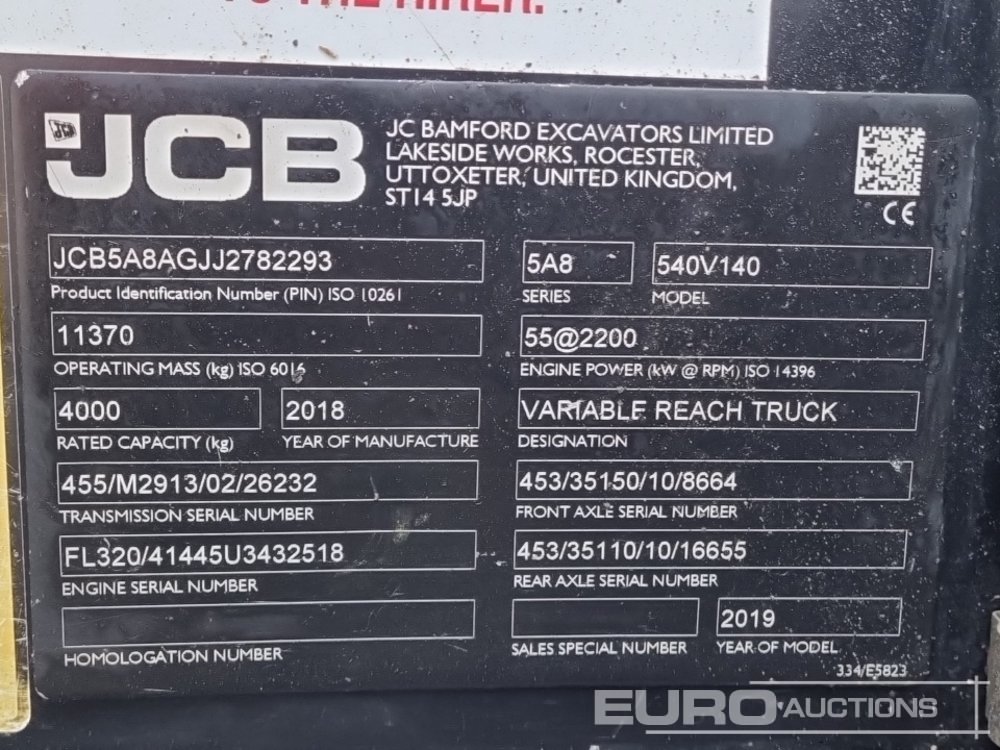 TO THE HIRER.
JCB
JC BAMFORD EXCAVATORS LIMITED
LAKESIDE WORKS, ROCESTER,
UTTOXETER, UNITED KINGDOM,
ST14 5JP
CE
JCB5A8AGJJ2782293
Product Identification Number (PIN) ISO 10261
5A8
SERIES
540V140
MODEL
11370
OPERATING MASS (kg) ISO 6016
55@2200
ENGINE POWER (kW @ RPM) ISO 14396
4000
RATED CAPACITY (kg)
2018
YEAR OF MANUFACTURE
VARIABLE REACH TRUCK
DESIGNATION
455/M2913/02/26232
TRANSMISSION SERIAL NUMBER
453/35150/10/8664
FRONT AXLE SERIAL NUMBER
FL320/41445U3432518
ENGINE SERIAL NUMBER
453/35110/10/16655
REAR AXLE SERIAL NUMBER
HOMOLOGATION NUMBER
SALES SPECIAL NUMBER
2019
YEAR OF MODEL
334/E5823
EURO AUCTIONS